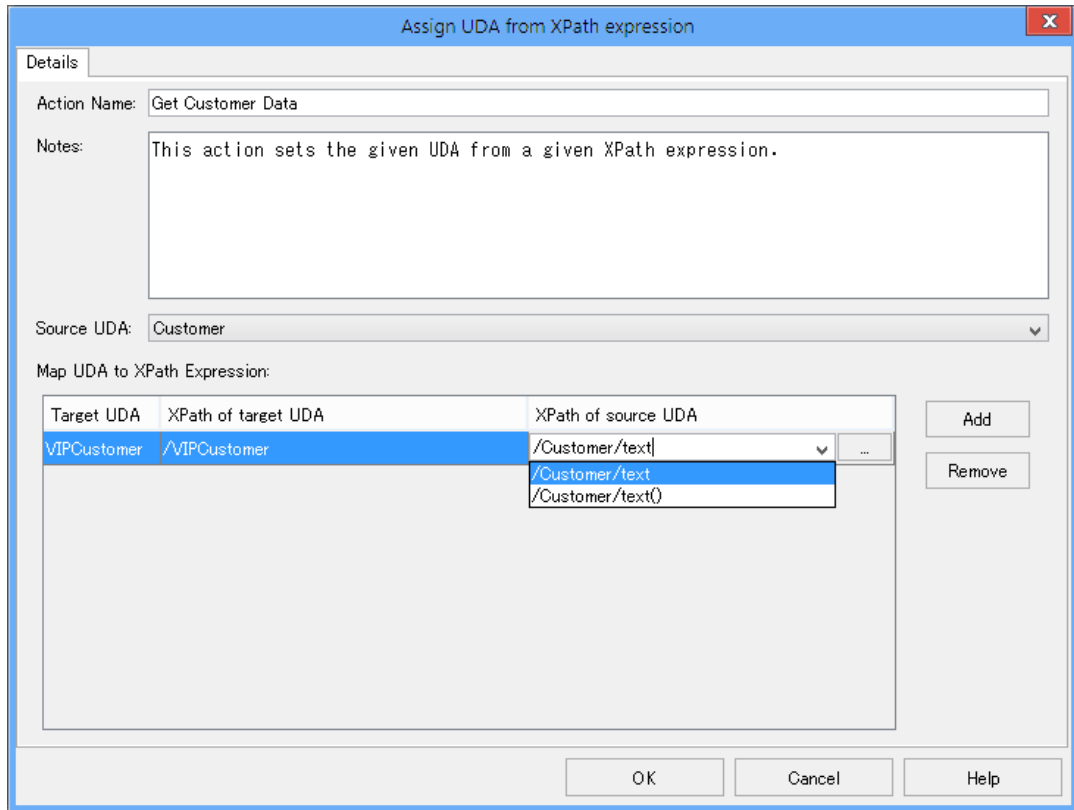 Assign UDA from XPath expression
x
Details
Action Name: Get Customer Data
Notes: This action sets the given UDA from a given XPath expression.
Source UDA: Customer
Map UDA to XPath Expression:
Target UDA XPath of target UDA XPath of source UDA
VIPCustomer /VIPCustomer /Customer/text ...
/Customer/text
/Customer/text()
Add
Remove
OK Cancel Help